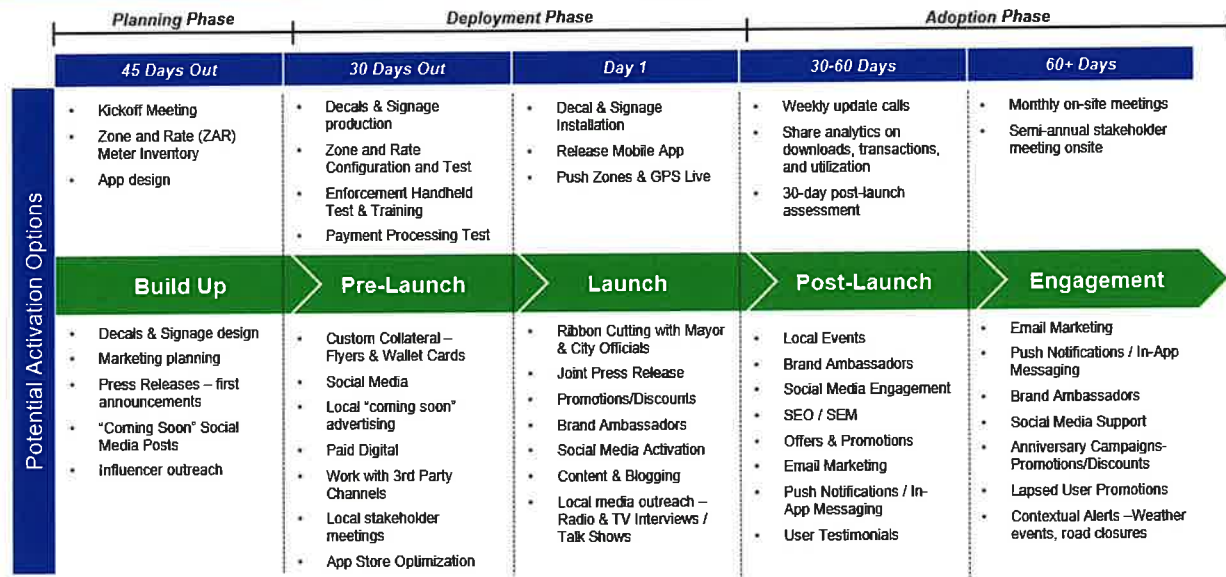 Planning Phase
Deployment Phase
Adoption Phase
45 Days Out
30 Days Out
Day 1
30-60 Days
60+ Days
Potential Activation Options
• Kickoff Meeting
• Zone and Rate (ZAR)
Meter Inventory
• App design
• Decals & Signage
production
• Zone and Rate
Configuration and Test
• Enforcement Handheld
Test & Training
• Payment Processing Test
• Decal & Signage
Installation
• Release Mobile App
• Push Zones & GPS Live
• Weekly update calls
• Share analytics on
downloads, transactions,
and utilization
• 30-day post-launch
assessment
• Monthly on-site meetings
• Semi-annual stakeholder
meeting onsite
Build Up
Pre-Launch
Launch
Post-Launch
Engagement
• Decals & Signage design
• Marketing planning
• Press Releases – first
announcements
• "Coming Soon" Social
Media Posts
• Influencer outreach
• Custom Collateral –
Flyers & Wallet Cards
• Social Media
• Local "coming soon"
advertising
• Paid Digital
• Work with 3rd Party
Channels
• Local stakeholder
meetings
• App Store Optimization
• Ribbon Cutting with Mayor
& City Officials
• Joint Press Release
• Promotions/Discounts
• Brand Ambassadors
• Social Media Activation
• Content & Blogging
• Local media outreach –
Radio & TV Interviews /
Talk Shows
• Local Events
• Brand Ambassadors
• Social Media Engagement
• SEO / SEM
• Offers & Promotions
• Email Marketing
• Push Notifications / In-
App Messaging
• User Testimonials
• Email Marketing
• Push Notifications / In-App
Messaging
• Brand Ambassadors
• Social Media Support
• Anniversary Campaigns-
Promotions/Discounts
• Lapsed User Promotions
• Contextual Alerts –Weather
events, road closures